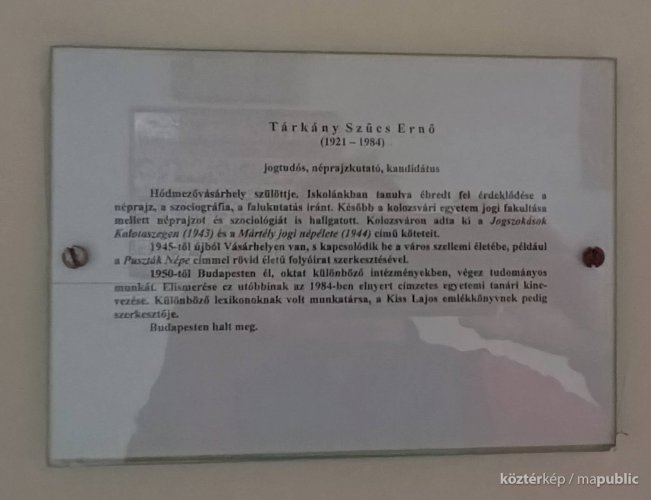 Tárkány Szűcs Ernő
(1921 – 1984)
jogtudós, néprajzkutató, kandidátus
Hódmezővásárhely szülöttje. Iskolánkban tanulva ébredt fel érdeklődése a
néprajz, a szociográfia, a falukutatás iránt. Később a kolozsvári egyetem jogi fakultása
mellett néprajzot és szociológiát is hallgatott. Kolozsváron adta ki a Jogszokások
Kalotaszegen (1943) és a Mártély jogi népélete (1944) című köteteit.
1945-től újból Vásárhelyen van, s kapcsolódik be a város szellemi életébe, például
a Puszták Népe címmel rövid életű folyóirat szerkesztésével.
1950-től Budapesten él, oktat különböző intézményekben, végez tudományos
munkát. Elismerése ez utóbbinak az 1984-ben elnyert címzetes egyetemi tanári kine-
vezése. Különböző lexikonoknak volt munkatársa, a Kiss Lajos emlékkönyvnek pedig
szerkesztője.
Budapesten halt meg.
köztérkép / mapublic